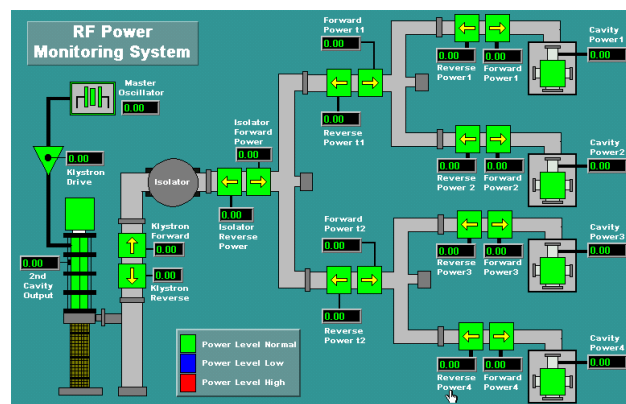 RF Power
Monitoring System
Master
Oscillator
0.00
0.00
Klystron
Drive
0.00
2nd
Cavity
Output
Klystron
Forward
0.00
0.00
Klystron
Reverse
Isolator
Isolator
Forward
Power
0.00
0.00
Isolator
Reverse
Power
Forward
Power t1
0.00
0.00
Reverse
Power t1
Forward
Power t2
0.00
0.00
Reverse
Power t2
0.00
Reverse
Power1
0.00
Forward
Power1
Cavity
Power1
0.00
0.00
Reverse
Power 2
0.00
Forward
Power2
Cavity
Power2
0.00
0.00
Reverse
Power3
0.00
Forward
Power3
Cavity
Power3
0.00
0.00
Reverse
Power4
0.00
Forward
Power4
Cavity
Power4
0.00
Power Level Normal
Power Level Low
Power Level High